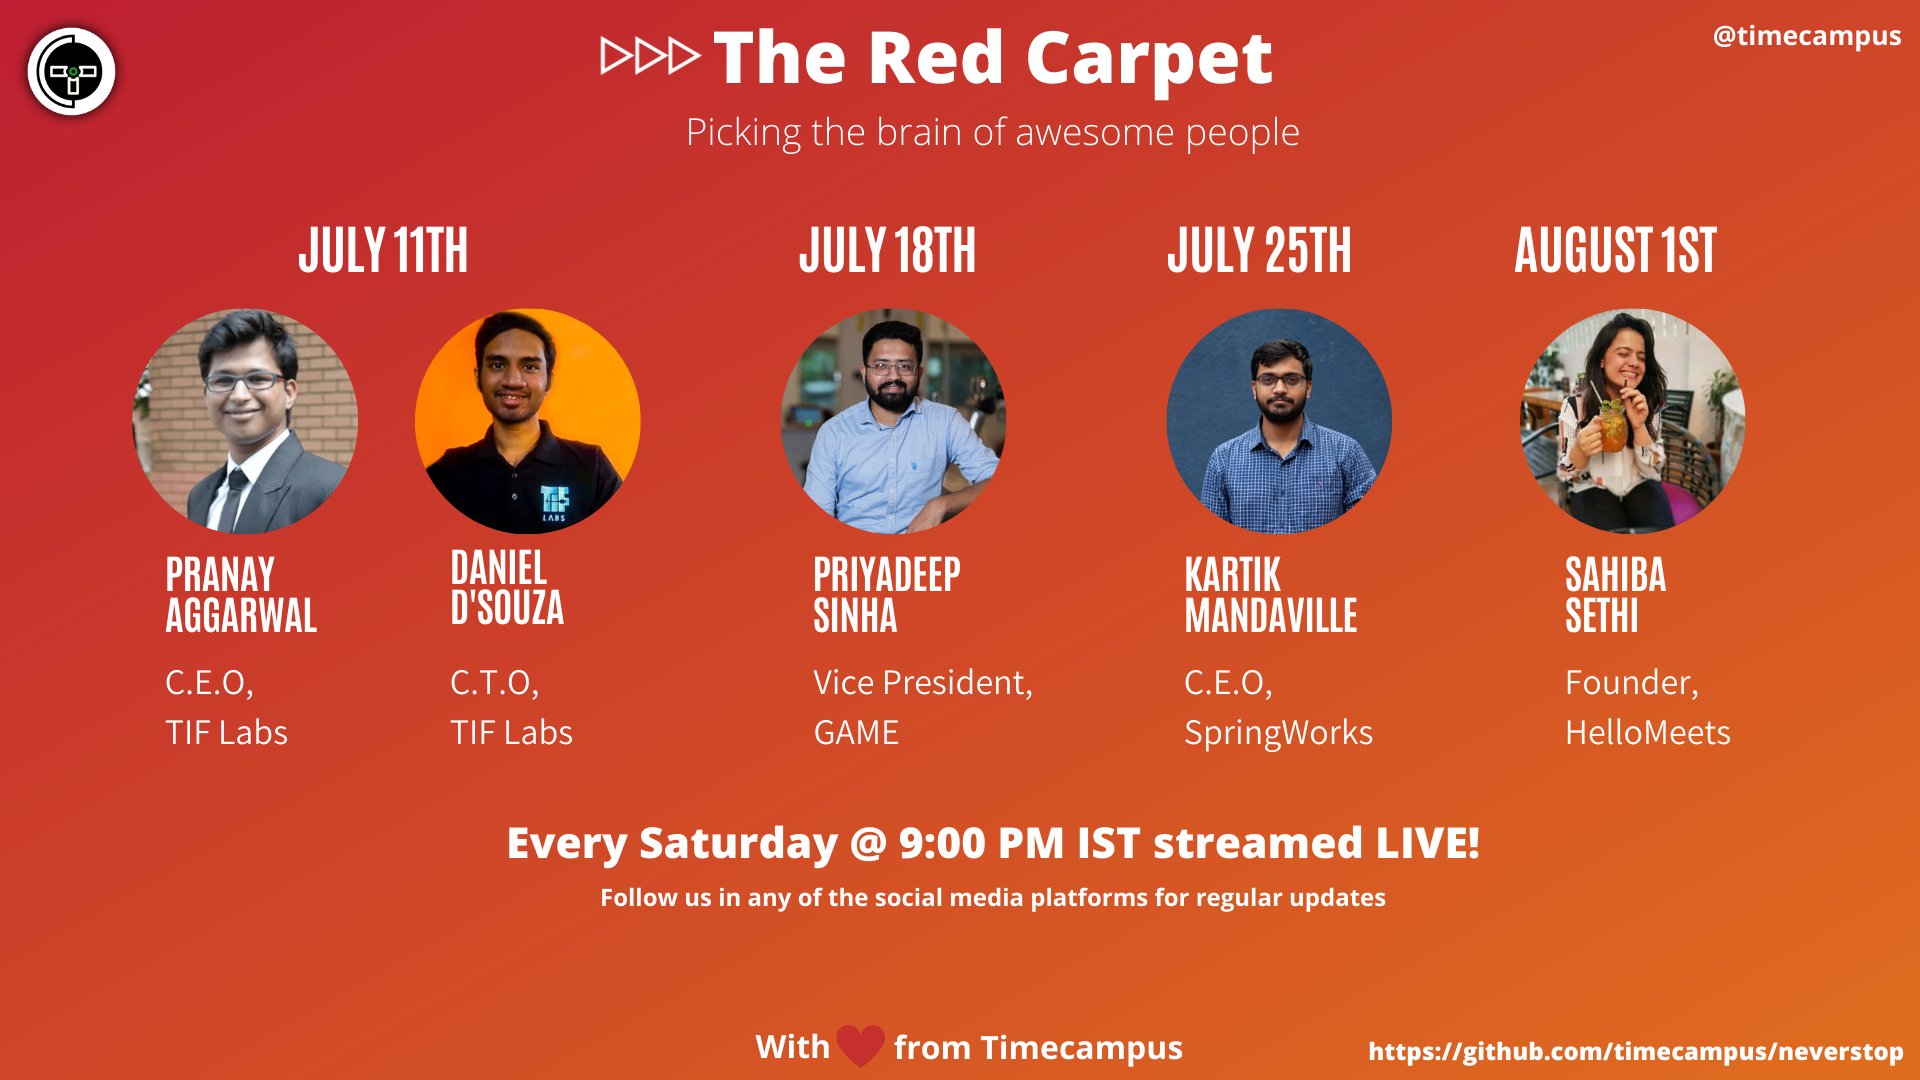 The Red Carpet
@timecampus
Picking the brain of awesome people
JULY 11TH
JULY 18TH
JULY 25TH
AUGUST 1ST
TIF
LABS
PRANAY
AGGARWAL
C.E.O,
TIF Labs
DANIEL
D'SOUZA
C.T.O,
TIF Labs
PRIYADEEP
SINHA
Vice President,
GAME
KARTIK
MANDAVILLE
C.E.O,
SpringWorks
SAHIBA
SETHI
Founder,
HelloMeets
Every Saturday @ 9:00 PM IST streamed LIVE!
Follow us in any of the social media platforms for regular updates
With ❤ from Timecampus
https://github.com/timecampus/neverstop